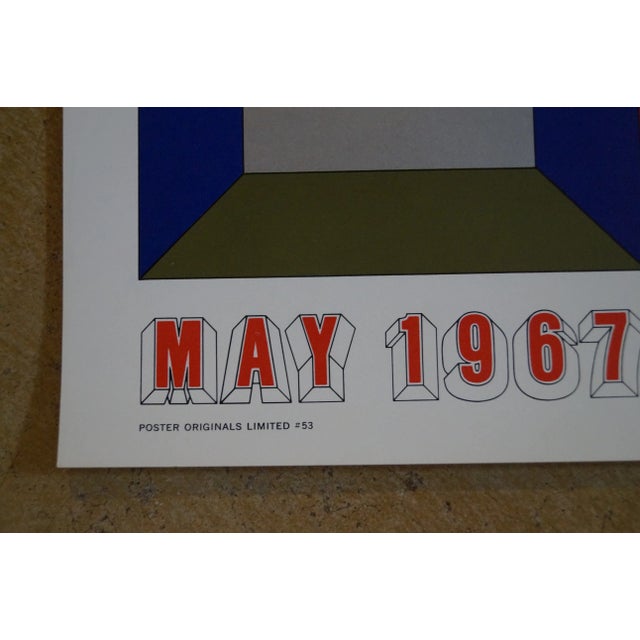 MAY 1967
POSTER ORIGINALS LIMITED #53